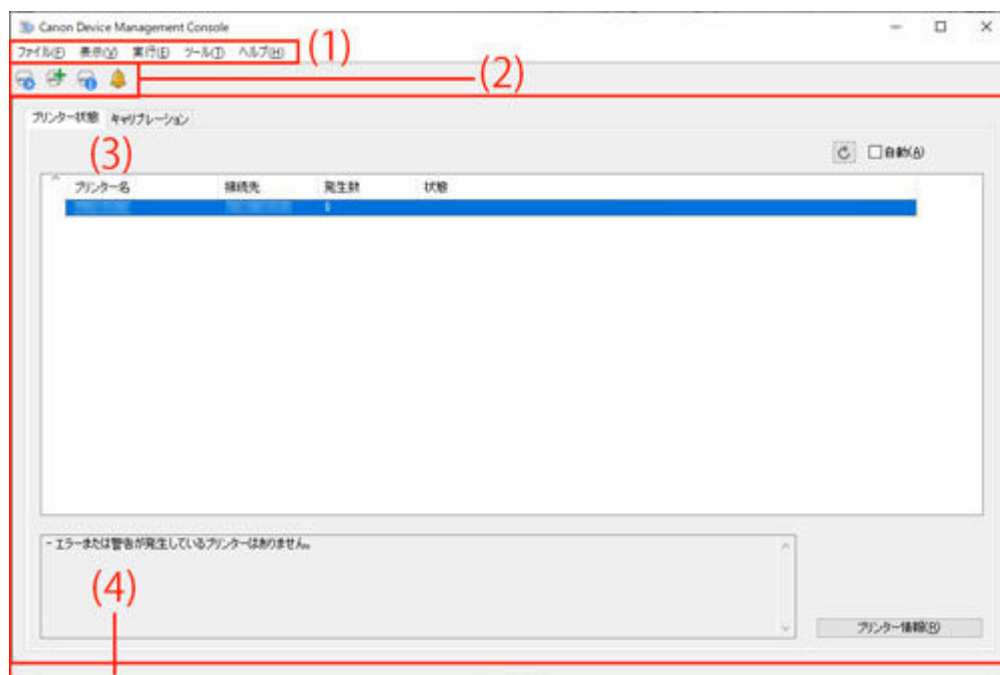 Canon Device Management Console
ファイル(F) 表示(V) 実行(E) ツール(T) ヘルプ(H) (1)
(2)
プリンター状態 キャリブレーション
(3) 自動(A)
プリンター名 接続先 発生数 状態
- エラーまたは警告が発生しているプリンターはありません。
(4)
プリンター情報(R)